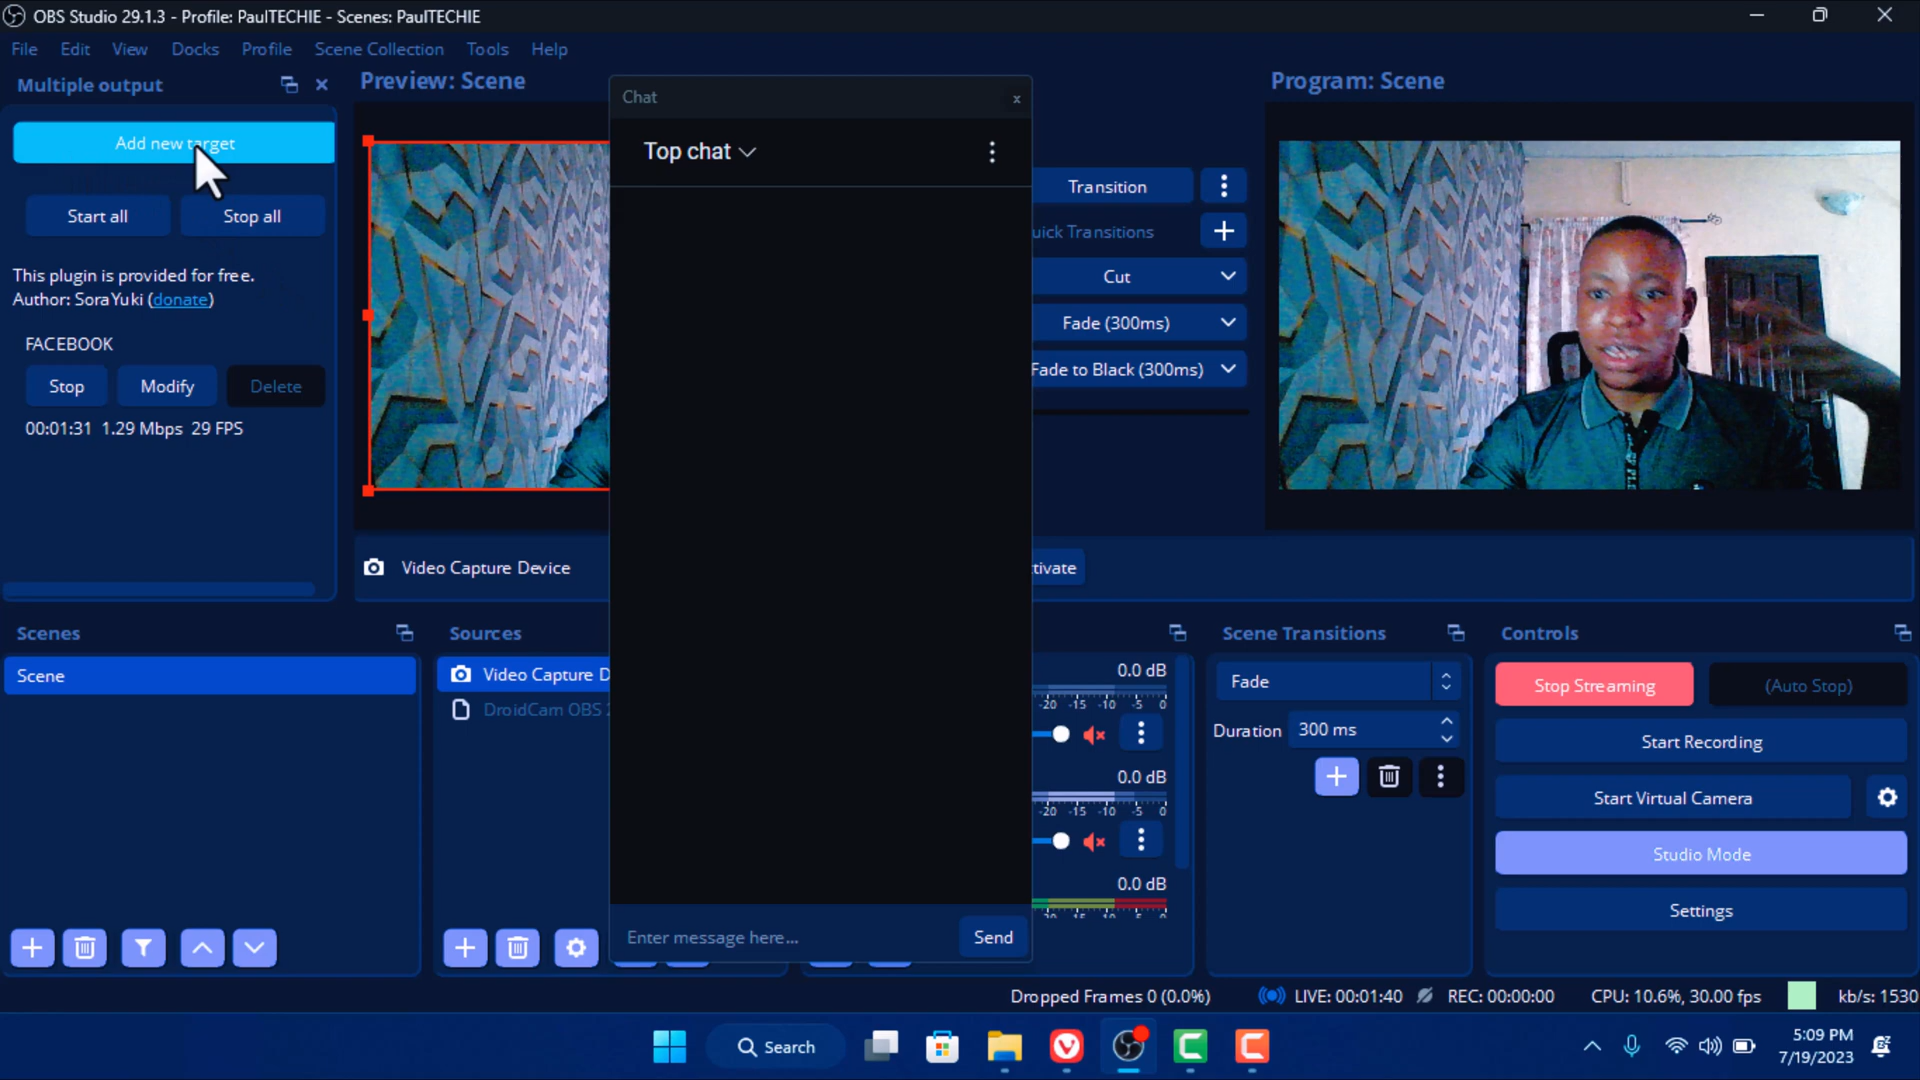 OBS Studio 29.1.3 - Profile: PaulTECHIE - Scenes: PaulTECHIE
File Edit View Docks Profile Scene Collection Tools Help
Multiple output
Add new target
Start all Stop all
This plugin is provided for free.
Author: SoraYuki (donate)
FACEBOOK
Stop Modify Delete
00:01:31 1.29 Mbps 29 FPS
Preview: Scene
Chat x
Top chat
Enter message here...
Send
Transition
uick Transitions
Cut
Fade (300ms)
Fade to Black (300ms)
Program: Scene
Video Capture Device
tivate
Scenes
Scene
Sources
Video Capture D
DroidCam OBS 2
0.0 dB
-20 -15 -10 -5 0
0.0 dB
-20 -15 -10 -5 0
0.0 dB
Scene Transitions
Fade
Duration 300 ms
Controls
Stop Streaming (Auto Stop)
Start Recording
Start Virtual Camera
Studio Mode
Settings
Dropped Frames 0 (0.0%) LIVE: 00:01:40 REC: 00:00:00 CPU: 10.6%, 30.00 fps kb/s: 1530
Search
5:09 PM
7/19/2023